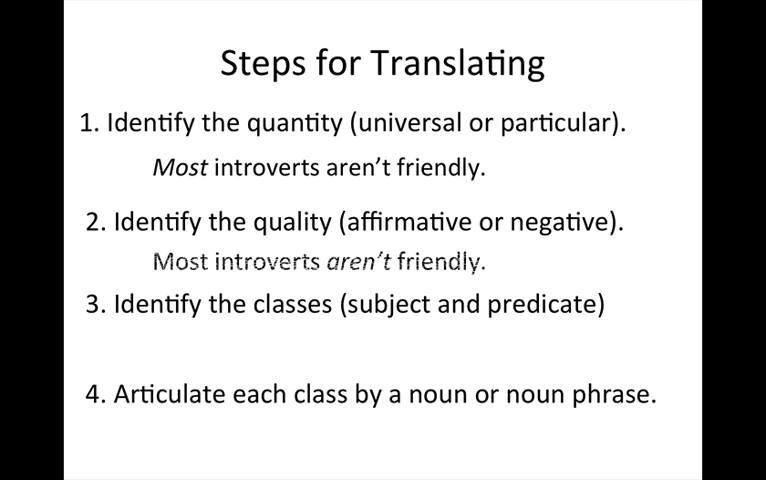 Steps for Translating
1. Identify the quantity (universal or particular).
Most introverts aren’t friendly.
2. Identify the quality (affirmative or negative).
Most introverts aren’t friendly.
3. Identify the classes (subject and predicate)
4. Articulate each class by a noun or noun phrase.